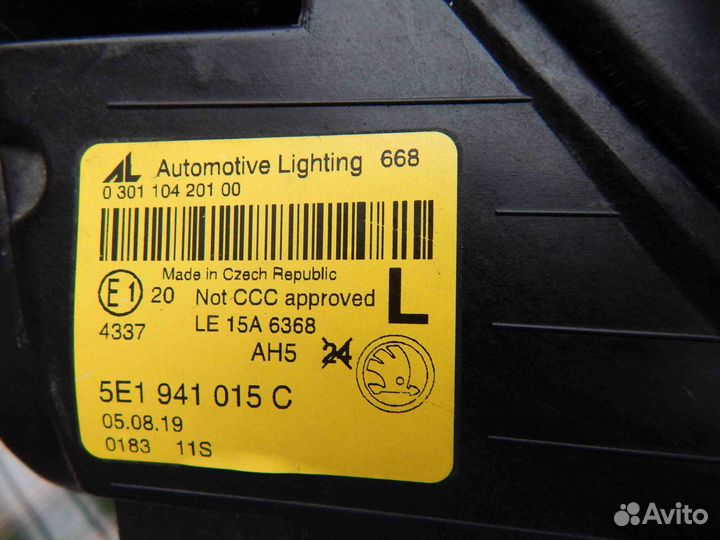 AL Automotive Lighting 668
0 301 104 201 00
Made in Czech Republic
E1 20 Not CCC approved L
4337 LE 15A 6368
AH5 24
5E1 941 015 C
05.08.19
0183 11S
Avito